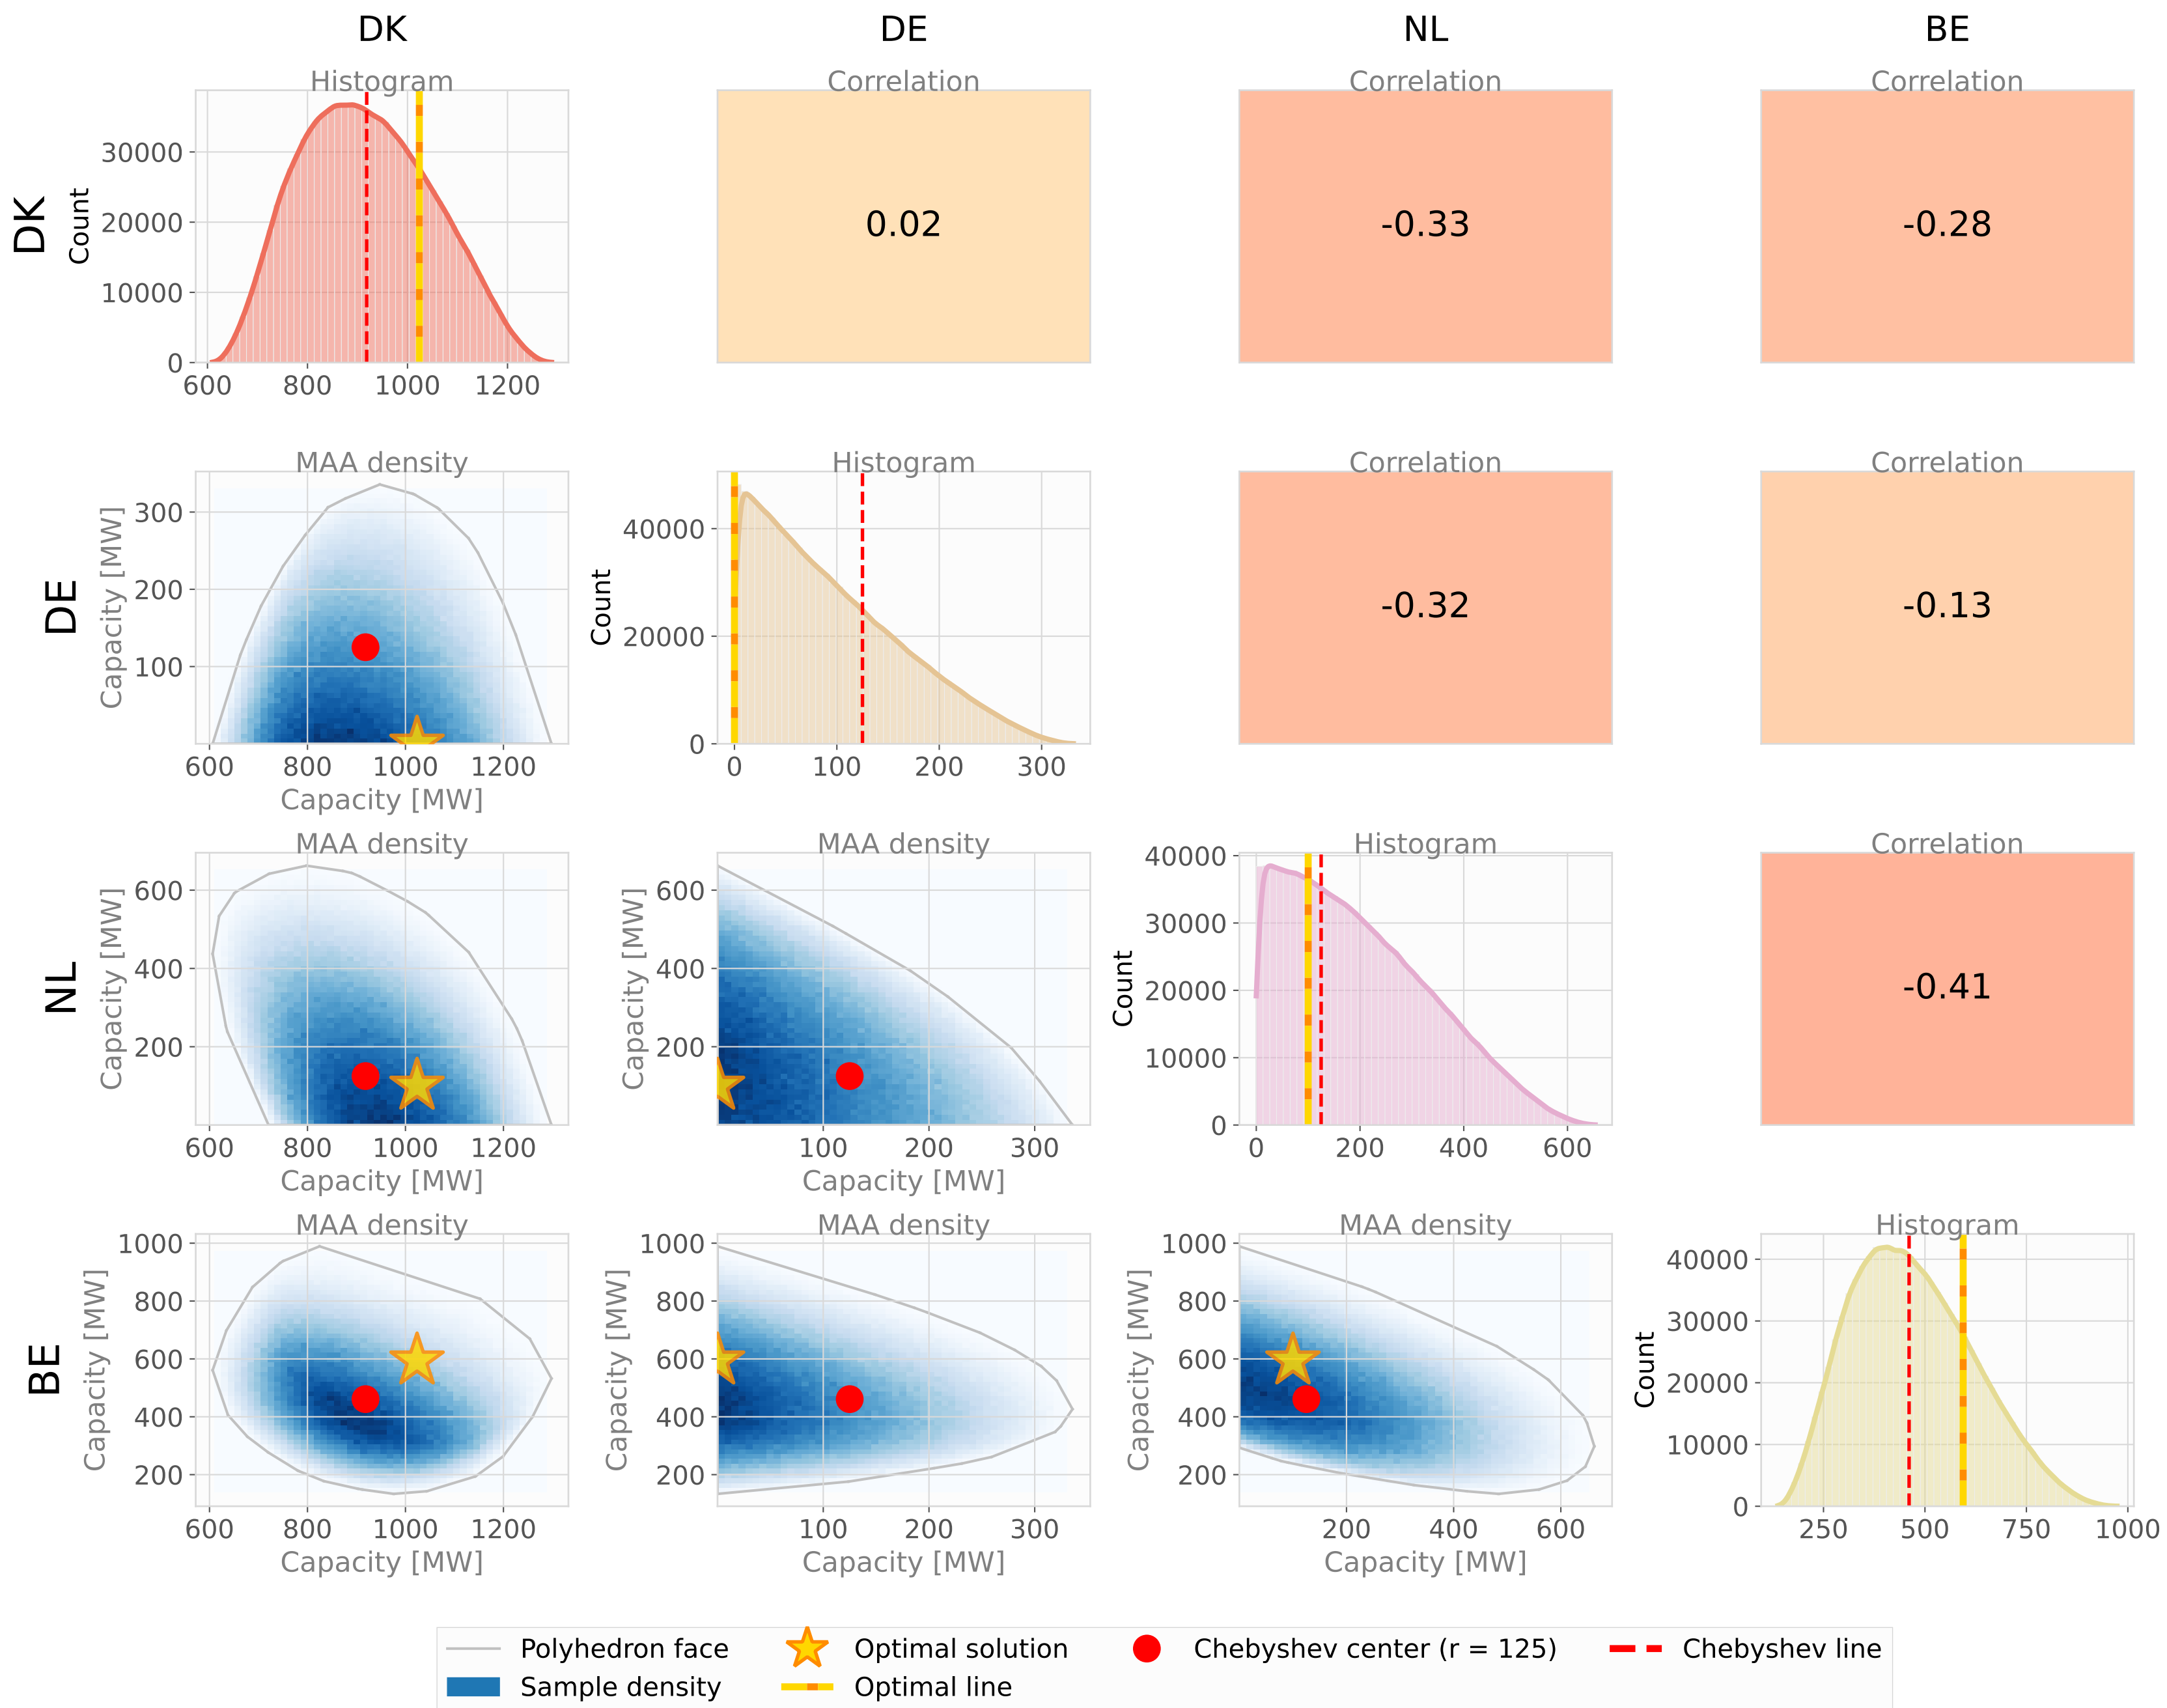 DK DE NL BE
Histogram Correlation Correlation Correlation
DK
Count
30000
20000
10000
0
600 800 1000 1200
0.02
-0.33
-0.28
MAA density Histogram Correlation Correlation
DE
Capacity [MW]
300
200
100
600 800 1000 1200
Capacity [MW]
Count
40000
20000
0
0 100 200 300
-0.32
-0.13
MAA density MAA density Histogram Correlation
NL
Capacity [MW]
600
400
200
600 800 1000 1200
Capacity [MW]
Capacity [MW]
600
400
200
100 200 300
Capacity [MW]
Count
40000
30000
20000
10000
0
0 200 400 600
-0.41
MAA density MAA density MAA density Histogram
BE
Capacity [MW]
1000
800
600
400
200
600 800 1000 1200
Capacity [MW]
Capacity [MW]
1000
800
600
400
200
100 200 300
Capacity [MW]
Capacity [MW]
1000
800
600
400
200
200 400 600
Capacity [MW]
Count
40000
30000
20000
10000
0
250 500 750 1000
Polyhedron face Optimal solution Chebyshev center (r = 125) Chebyshev line
Sample density Optimal line